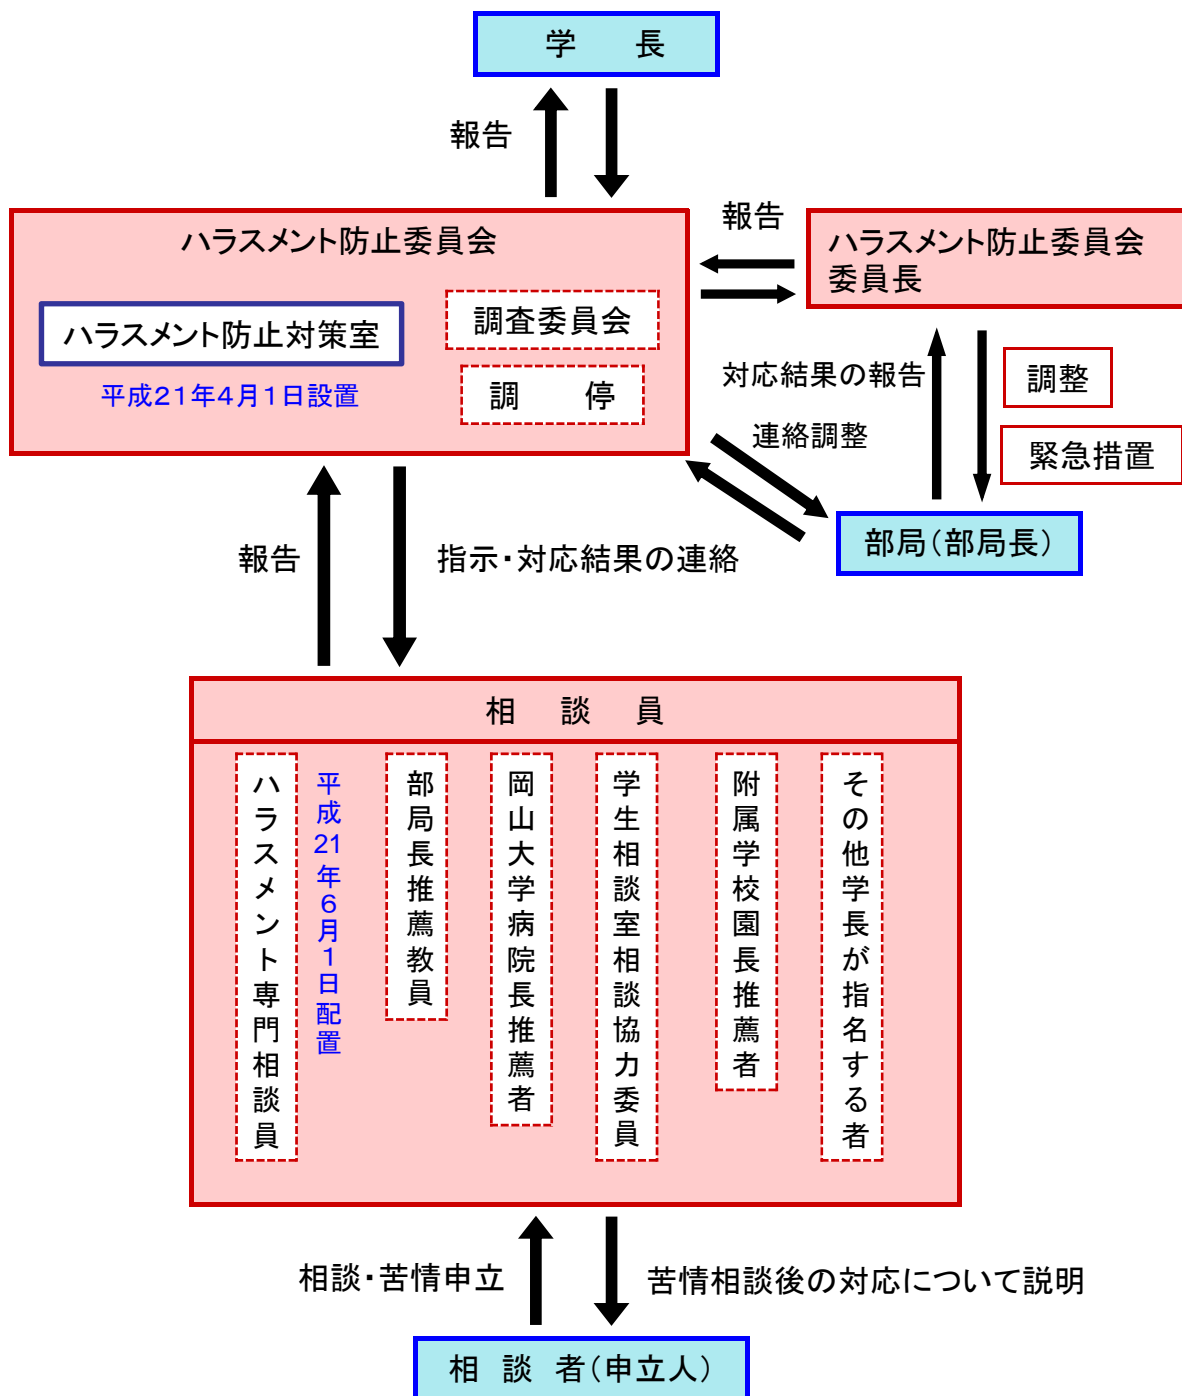 学　　長
報告
ハラスメント防止委員会
ハラスメント防止対策室
平成21年4月1日設置
調査委員会
調　　停
報告
ハラスメント防止委員会
委員長
対応結果の報告
調整
緊急措置
連絡調整
部局(部局長)
報告
指示・対応結果の連絡
相　談　員
ハラスメント専門相談員
平成21年6月1日配置
部局長推薦教員
岡山大学病院長推薦者
学生相談室相談協力委員
附属学校園長推薦者
その他学長が指名する者
相談・苦情申立
苦情相談後の対応について説明
相　談　者(申立人)